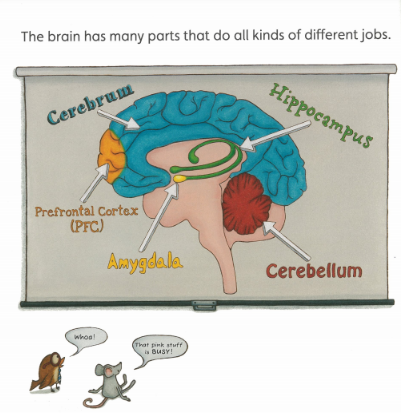 The brain has many parts that do all kinds of different jobs.
Cerebrum
Hippocampus
Prefrontal Cortex
(PFC)
Amygdala
Cerebellum
Whoa!
That pink stuff
is BUSY!